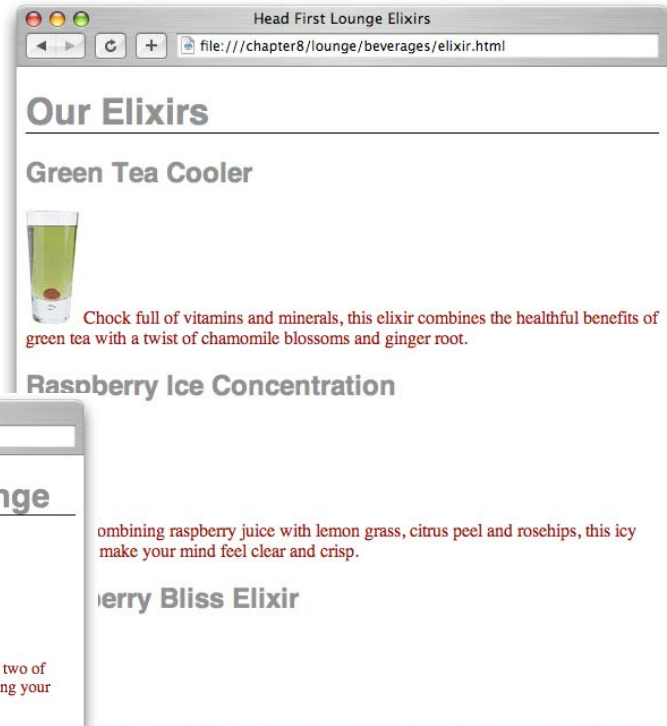 Head First Lounge Elixirs
file:///chapter8/lounge/beverages/elixir.html
Our Elixirs
Green Tea Cooler
Chock full of vitamins and minerals, this elixir combines the healthful benefits of
green tea with a twist of chamomile blossoms and ginger root.
Raspberry Ice Concentration
ombining raspberry juice with lemon grass, citrus peel and rosehips, this icy
make your mind feel clear and crisp.
erry Bliss Elixir
nge
two of
ng your